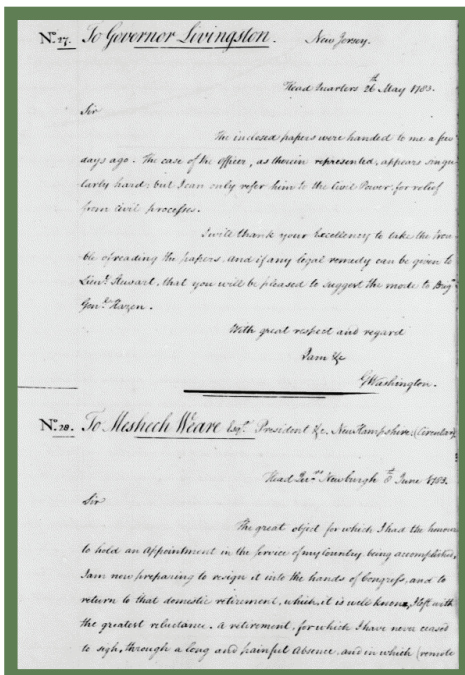 No. 27. To Governor Livingston. New Jersey.
Head Quarters 26th May 1783.
Sir
The inclosed papers were handed to me a few
days ago. The case of the Officer, as therein represented, appears singu-
larly hard; but I can only refer him to the Civil Power, for relief
from civil processes.
I will thank your Excellency to take the trou-
ble of reading the papers. And if any legal remedy can be given to
Lieut. Stewart, that you will be pleased to suggest the mode to Brigr
Genl. Hazen.
With great respect and regard
I am &c
GWashington.
No. 28. To Meshech Weare Esqr. President &c. New Hampshire (Circular)
Head Qrs. Newburgh June 1783.
Sir
The great object for which I had the honour
to hold an Appointment in the service of my Country being accomplished,
I am now preparing to resign it into the hands of Congress, and to
return to that domestic retirement, which, it is well known, I left with
the greatest reluctance. A retirement, for which I have never ceased
to sigh, through a long and painful Absence, and in which (remote